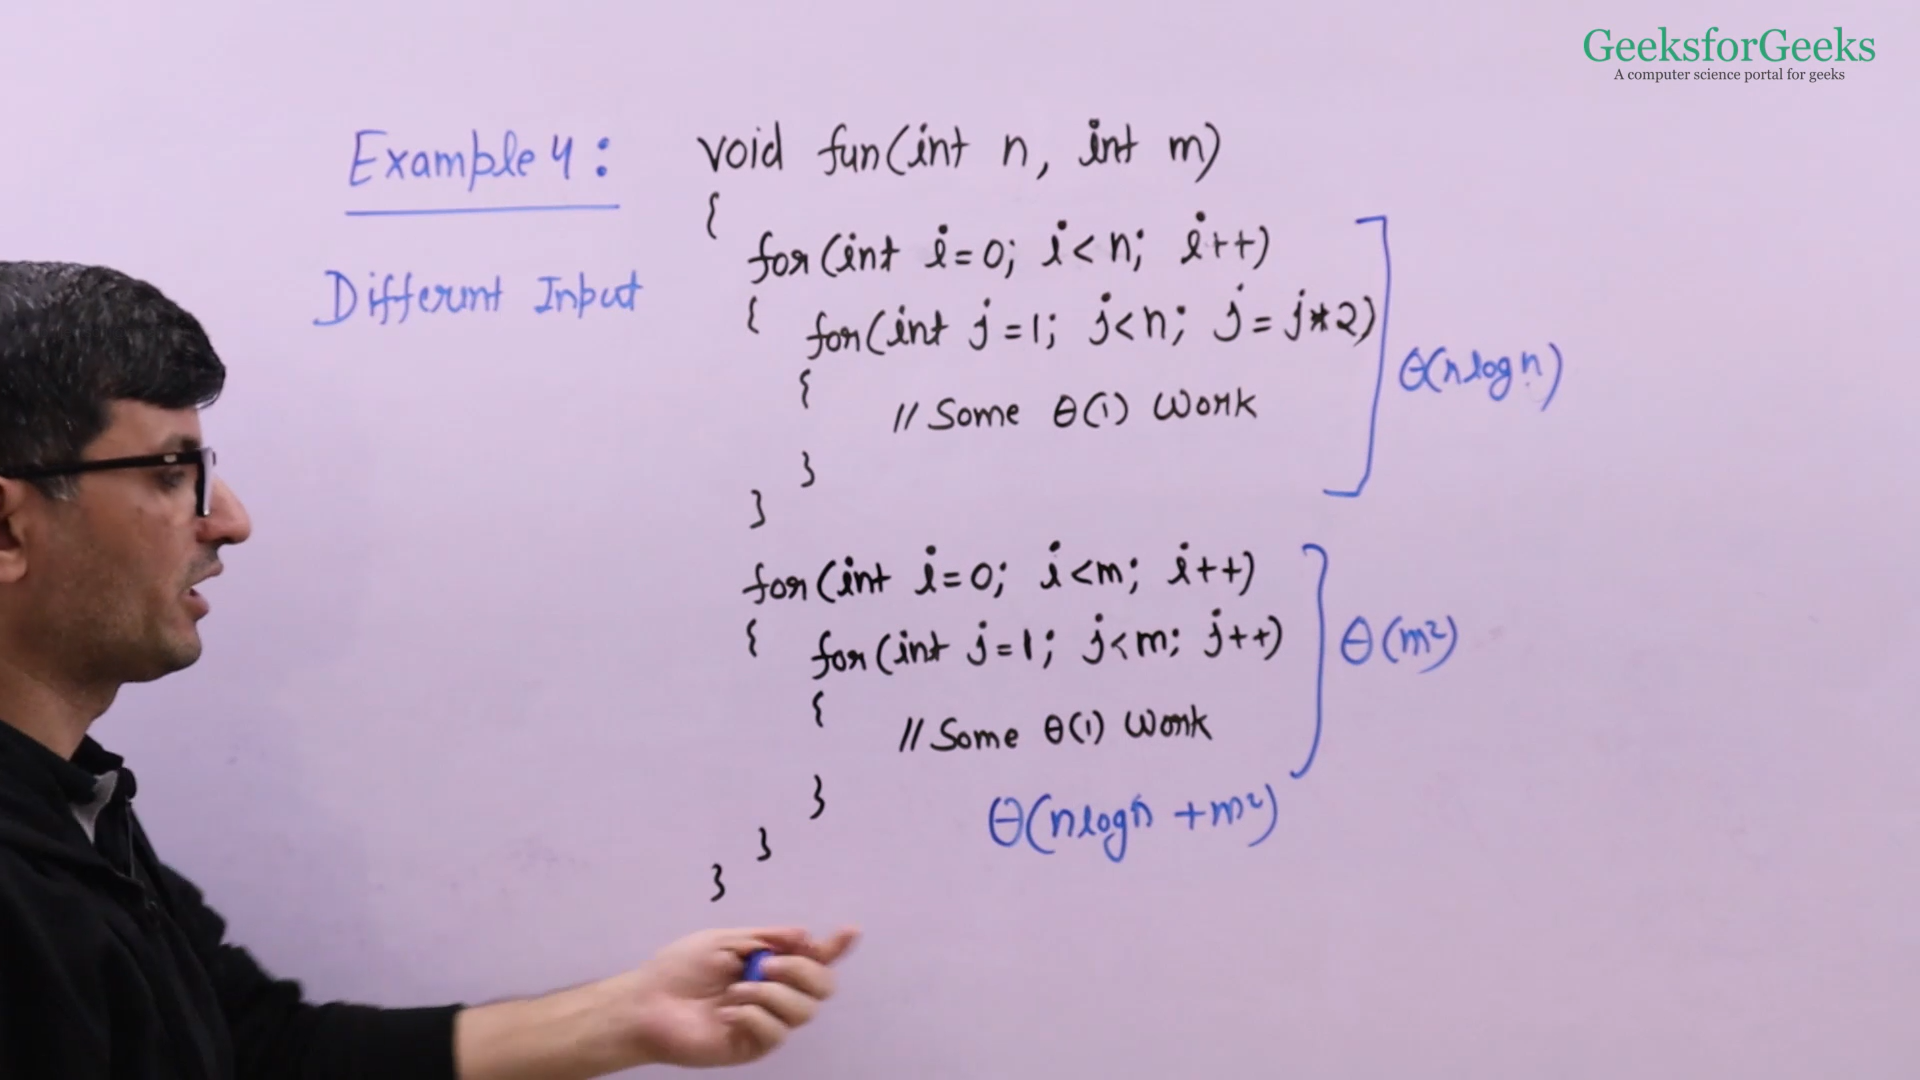 GeeksforGeeks
A computer science portal for geeks
Example 4:
Different Input
void fun(int n, int m)
{
for(int i=0; i<n; i++)
{ for(int j=1; j<n; j=j*2)
{
// Some θ(1) Work
}
}
θ(nlogn)
for(int i=0; i<m; i++)
{ for(int j=1; j<m; j++)
{
// Some θ(1) Work
}
}
}
θ(m²)
θ(nlogn + m²)